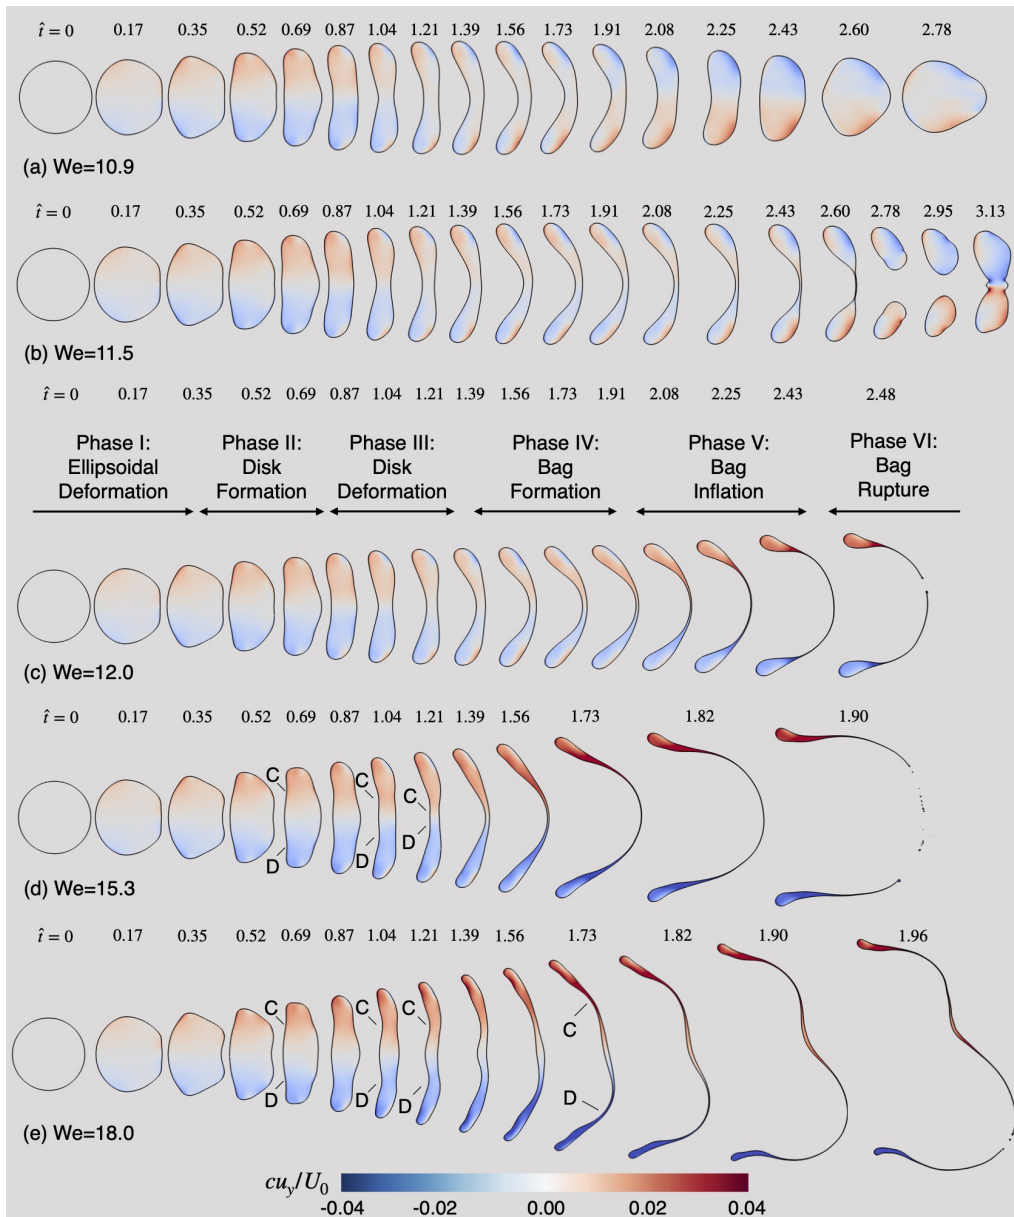 t̂ = 0 0.17 0.35 0.52 0.69 0.87 1.04 1.21 1.39 1.56 1.73 1.91 2.08 2.25 2.43 2.60 2.78
(a) We=10.9
t̂ = 0 0.17 0.35 0.52 0.69 0.87 1.04 1.21 1.39 1.56 1.73 1.91 2.08 2.25 2.43 2.60 2.78 2.95 3.13
(b) We=11.5
t̂ = 0 0.17 0.35 0.52 0.69 0.87 1.04 1.21 1.39 1.56 1.73 1.91 2.08 2.25 2.43 2.48
Phase I:
Ellipsoidal
Deformation
Phase II:
Disk
Formation
Phase III:
Disk
Deformation
Phase IV:
Bag
Formation
Phase V:
Bag
Inflation
Phase VI:
Bag
Rupture
(c) We=12.0
t̂ = 0 0.17 0.35 0.52 0.69 0.87 1.04 1.21 1.39 1.56 1.73 1.82 1.90
C C C
D D D
(d) We=15.3
t̂ = 0 0.17 0.35 0.52 0.69 0.87 1.04 1.21 1.39 1.56 1.73 1.82 1.90 1.96
C C C C
D D D D
(e) We=18.0
cu_y/U_0
-0.04 -0.02 0.00 0.02 0.04